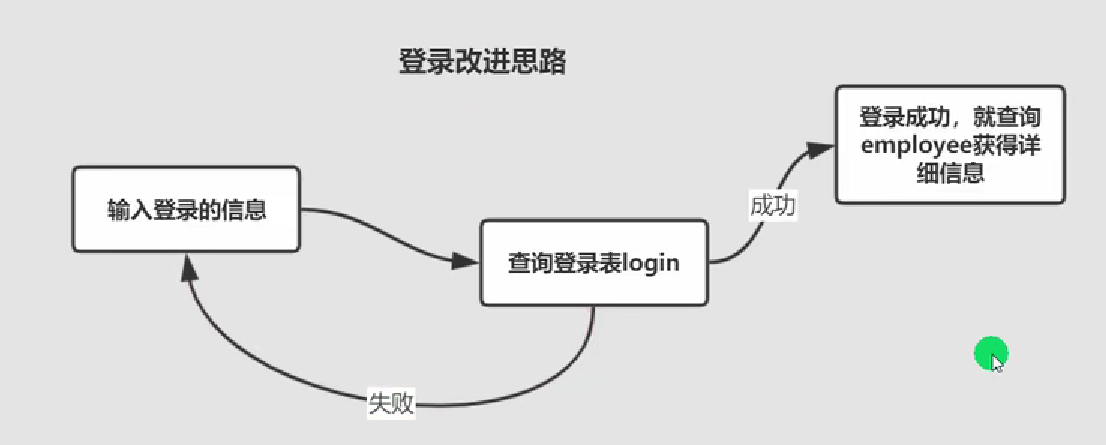 登录改进思路
登录成功，就查询
employee获得详
细信息
输入登录的信息
成功
查询登录表login
失败